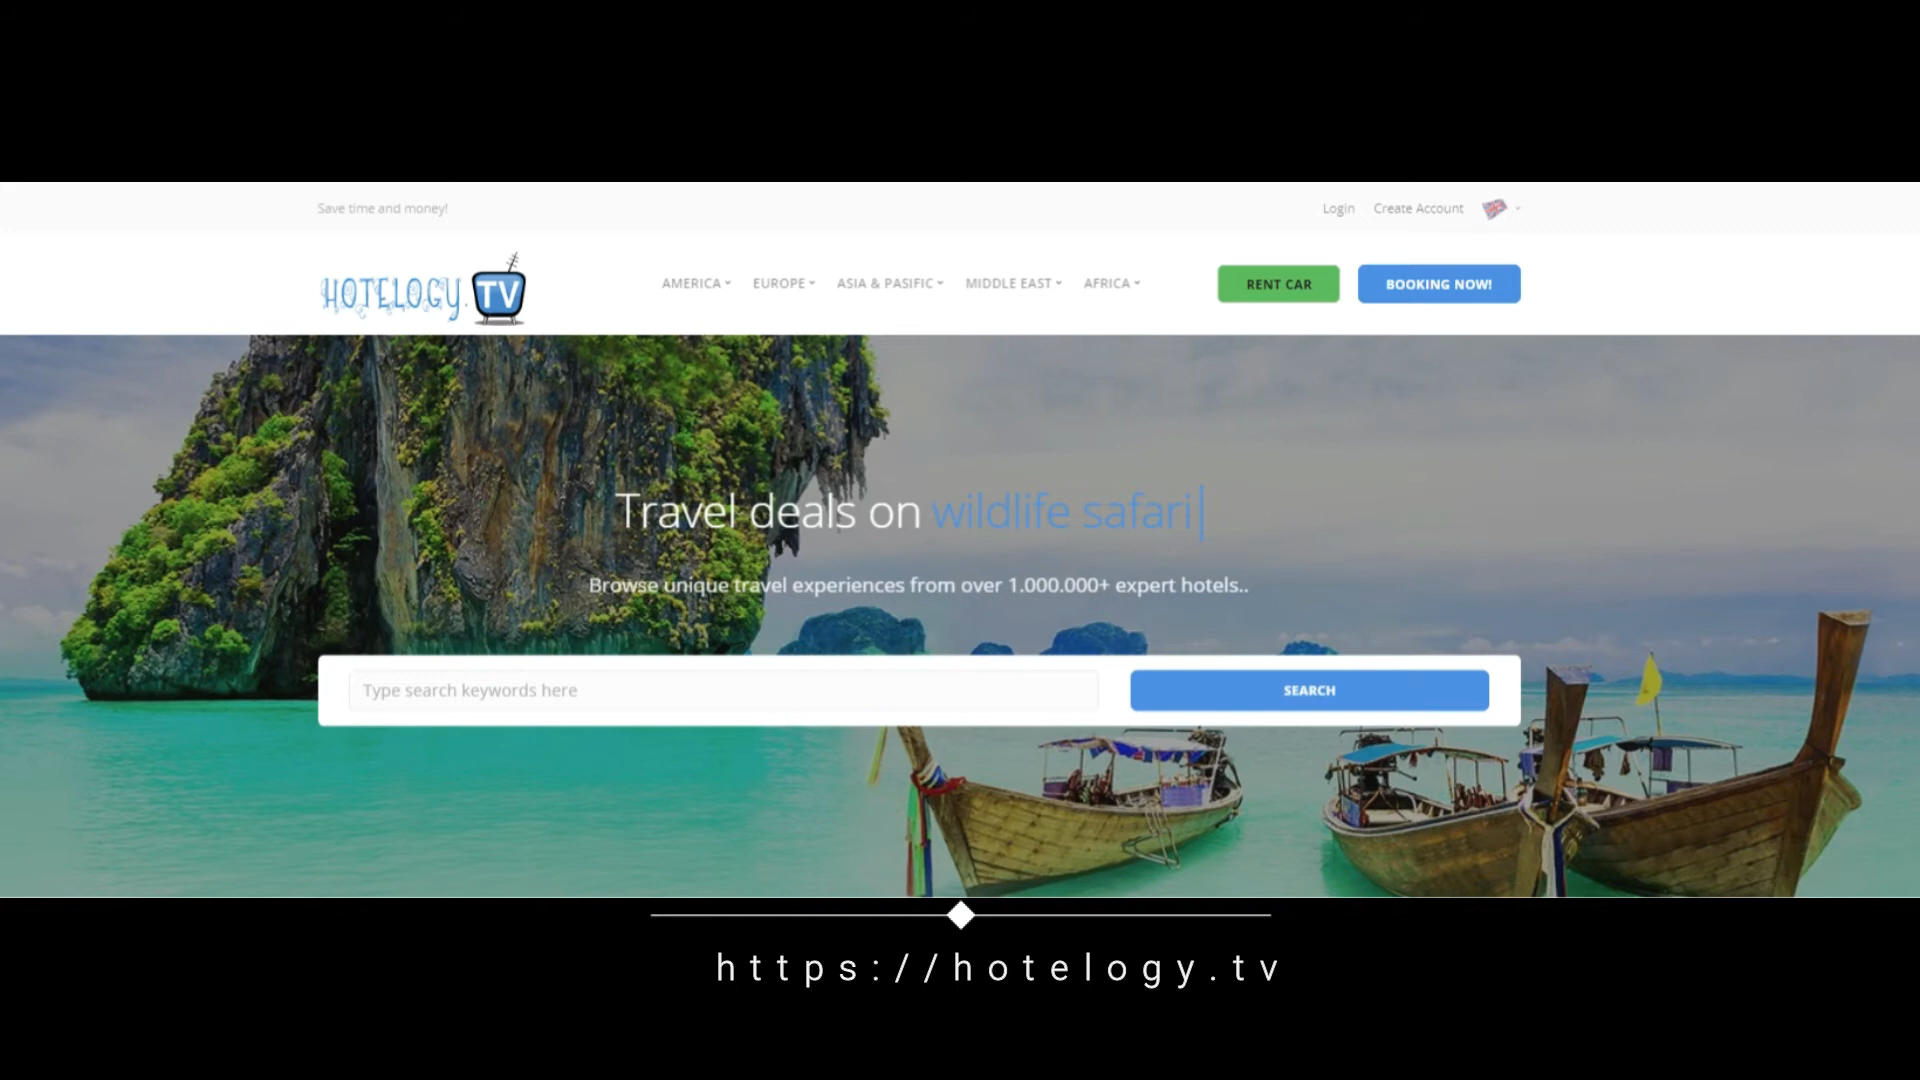 Save time and money!
Login Create Account
HOTELOGY.TV
AMERICA EUROPE ASIA & PASIFIC MIDDLE EAST AFRICA
RENT CAR BOOKING NOW!
Travel deals on wildlife safari
Browse unique travel experiences from over 1.000.000+ expert hotels..
Type search keywords here
SEARCH
https://hotelogy.tv